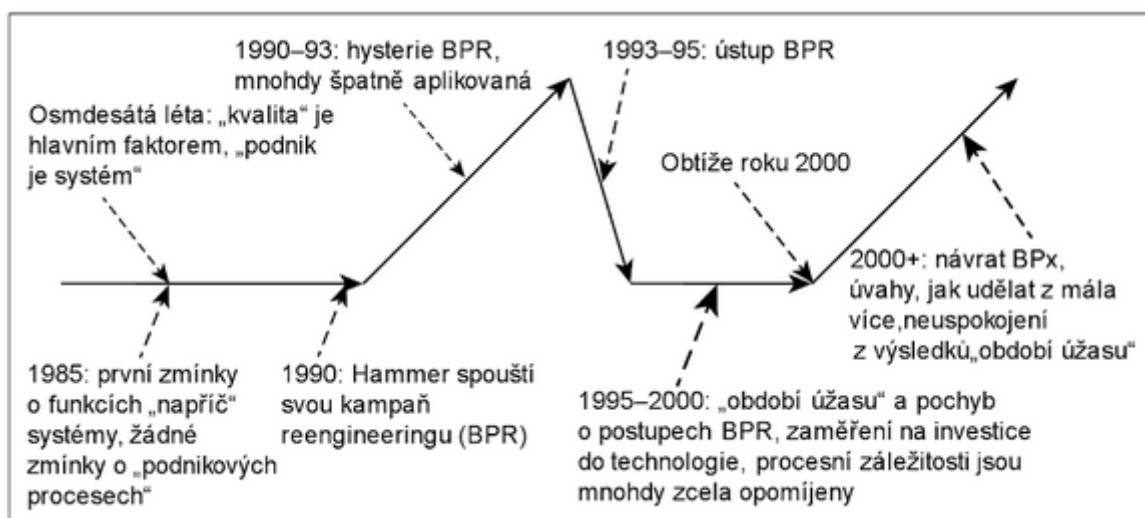 1990–93: hysterie BPR,
mnohdy špatně aplikovaná
1993–95: ústup BPR
Osmdesátá léta: „kvalita“ je
hlavním faktorem, „podnik
je systém“
Obtíže roku 2000
2000+: návrat BPx,
úvahy, jak udělat z mála
více,neuspokojení
z výsledků„období úžasu“
1985: první zmínky
o funkcích „napříč“
systémy, žádné
zmínky o „podnikových
procesech“
1990: Hammer spouští
svou kampaň
reengineeringu (BPR)
1995–2000: „období úžasu“ a pochyb
o postupech BPR, zaměření na investice
do technologie, procesní záležitosti jsou
mnohdy zcela opomíjeny